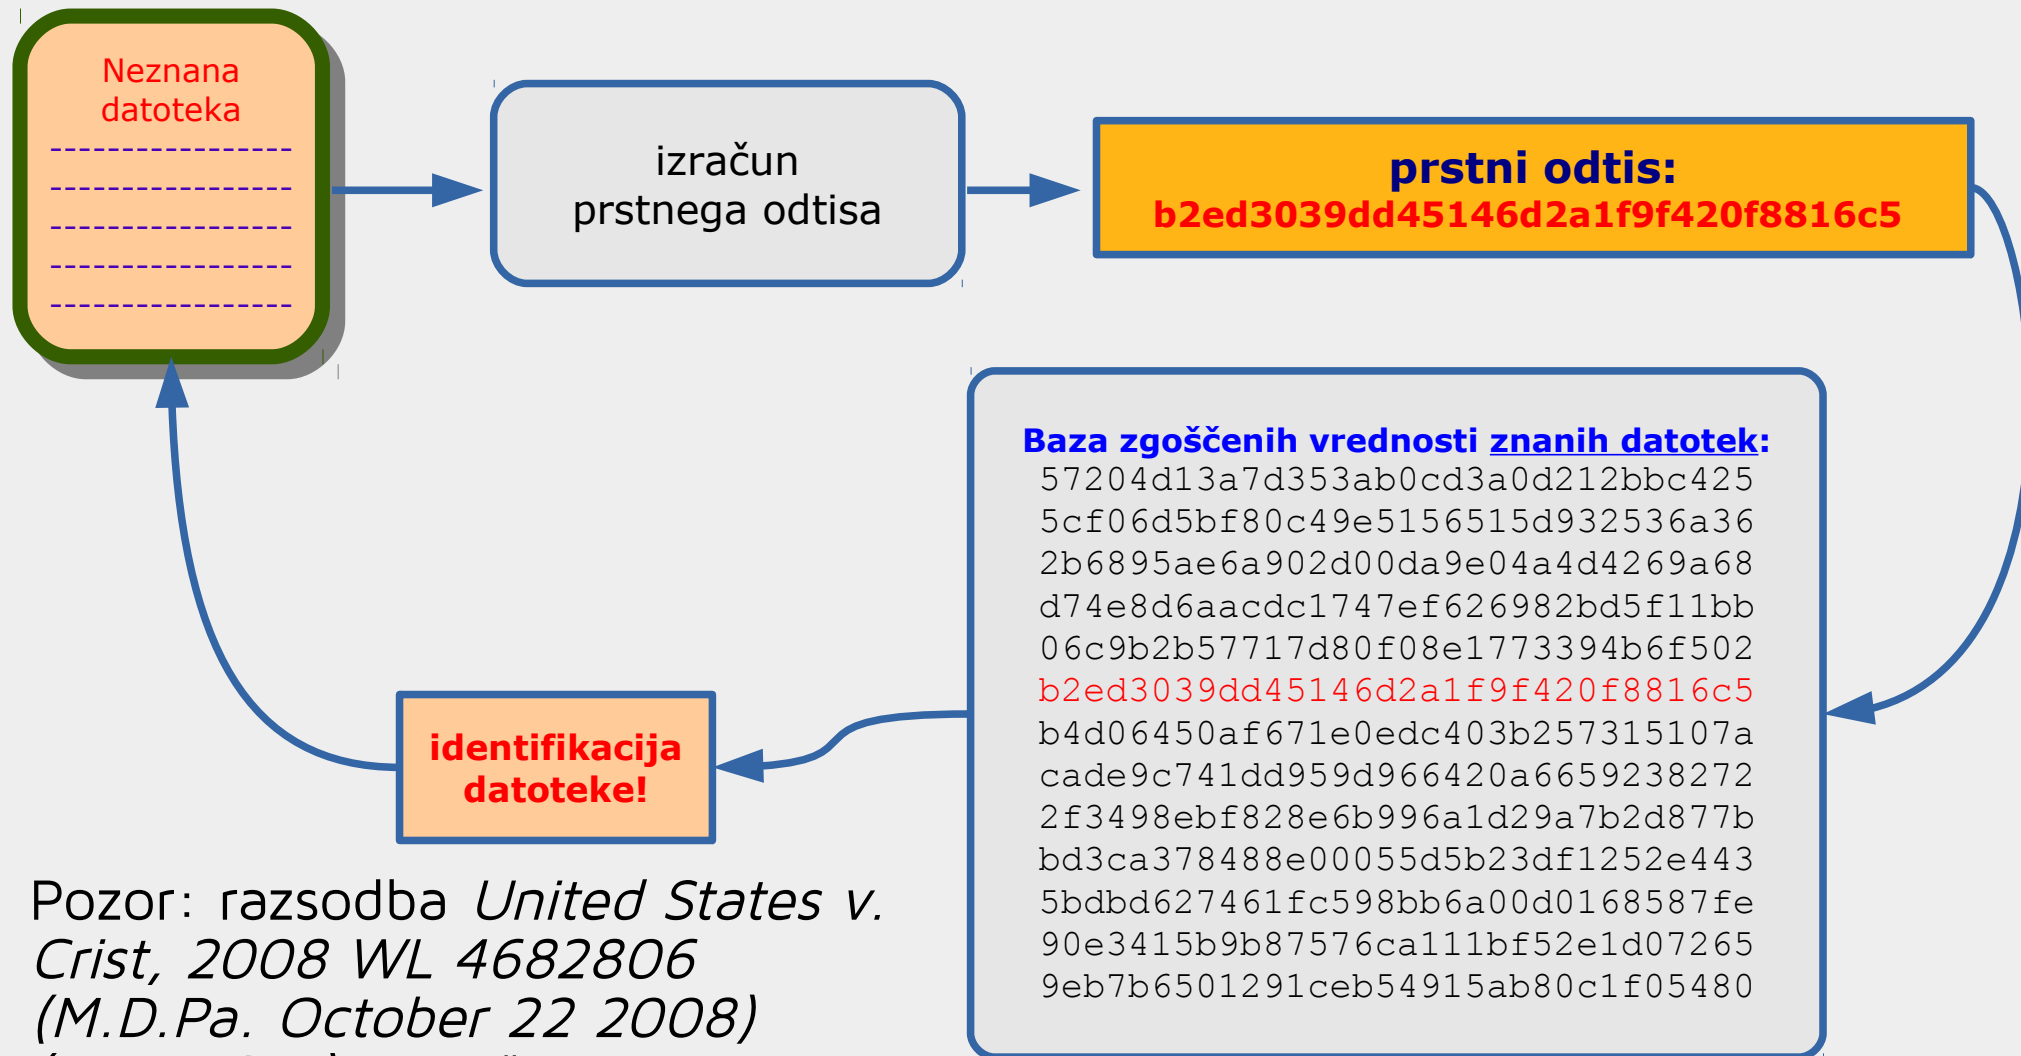 Neznana
datoteka
-----------------
-----------------
-----------------
-----------------
-----------------
izračun
prstnega odtisa
prstni odtis:
b2ed3039dd45146d2a1f9f420f8816c5
Baza zgoščenih vrednosti znanih datotek:
57204d13a7d353ab0cd3a0d212bbc425
5cf06d5bf80c49e5156515d932536a36
2b6895ae6a902d00da9e04a4d4269a68
d74e8d6aacdc1747ef626982bd5f11bb
06c9b2b57717d80f08e1773394b6f502
b2ed3039dd45146d2a1f9f420f8816c5
b4d06450af671e0edc403b257315107a
cade9c741dd959d966420a6659238272
2f3498ebf828e6b996a1d29a7b2d877b
bd3ca378488e00055d5b23df1252e443
5bdbd627461fc598bb6a00d0168587fe
90e3415b9b87576ca111bf52e1d07265
9eb7b6501291ceb54915ab80c1f05480
identifikacija
datoteke!
Pozor: razsodba United States v.
Crist, 2008 WL 4682806
(M.D.Pa. October 22 2008)